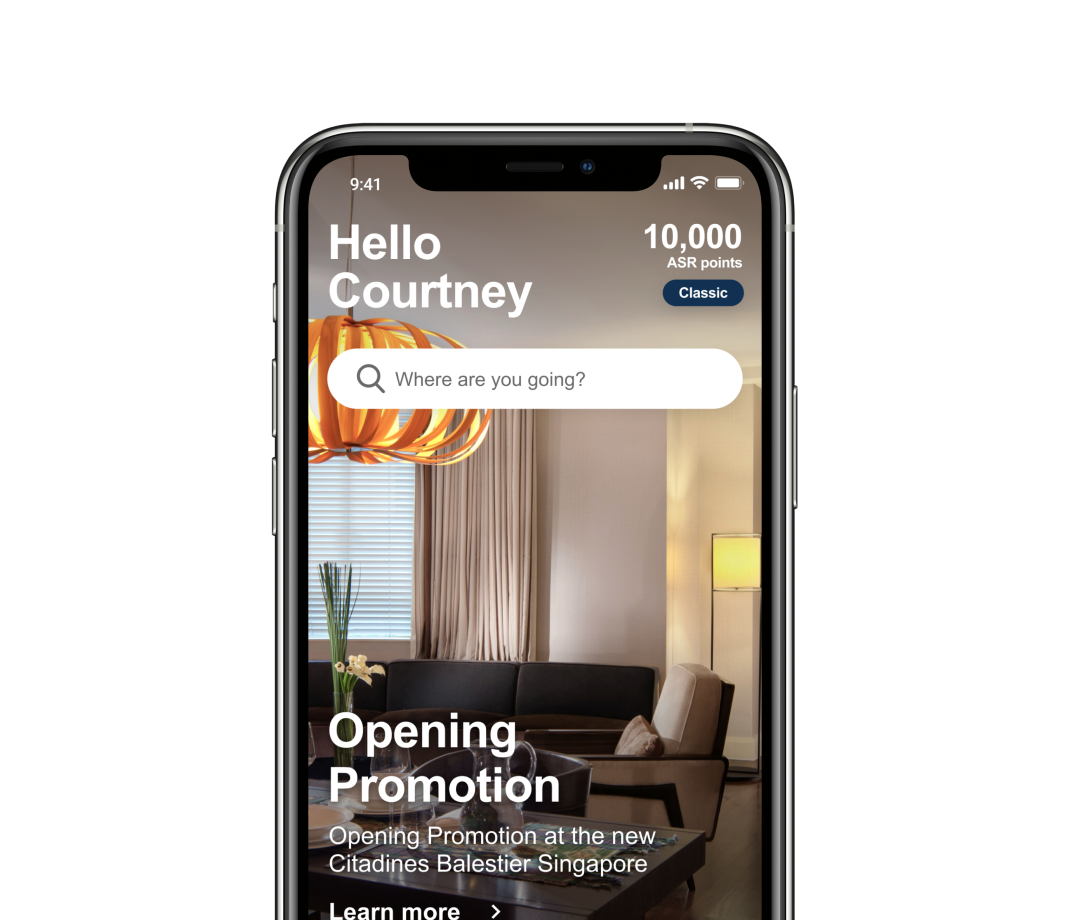 9:41
Hello
Courtney
10,000
ASR points
Classic
Where are you going?
Opening
Promotion
Opening Promotion at the new
Citadines Balestier Singapore
Learn more